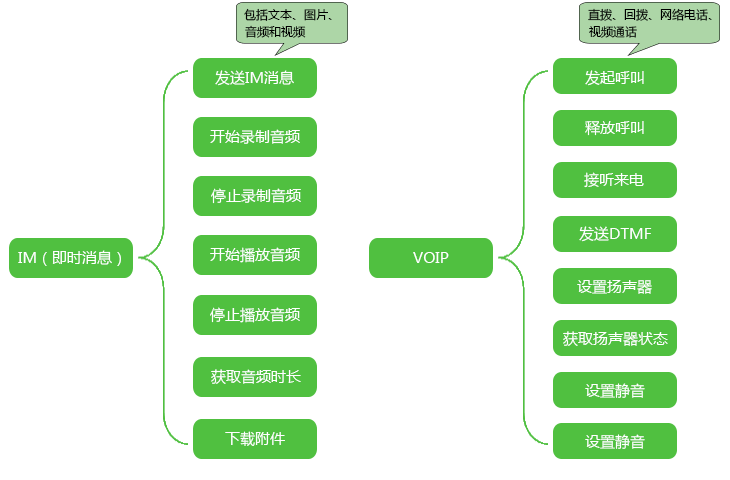 包括文本、图片、
音频和视频
发送IM消息
开始录制音频
停止录制音频
IM（即时消息）
开始播放音频
停止播放音频
获取音频时长
下载附件
直拨、回拨、网络电话、
视频通话
发起呼叫
释放呼叫
接听来电
发送DTMF
VOIP
设置扬声器
获取扬声器状态
设置静音
设置静音